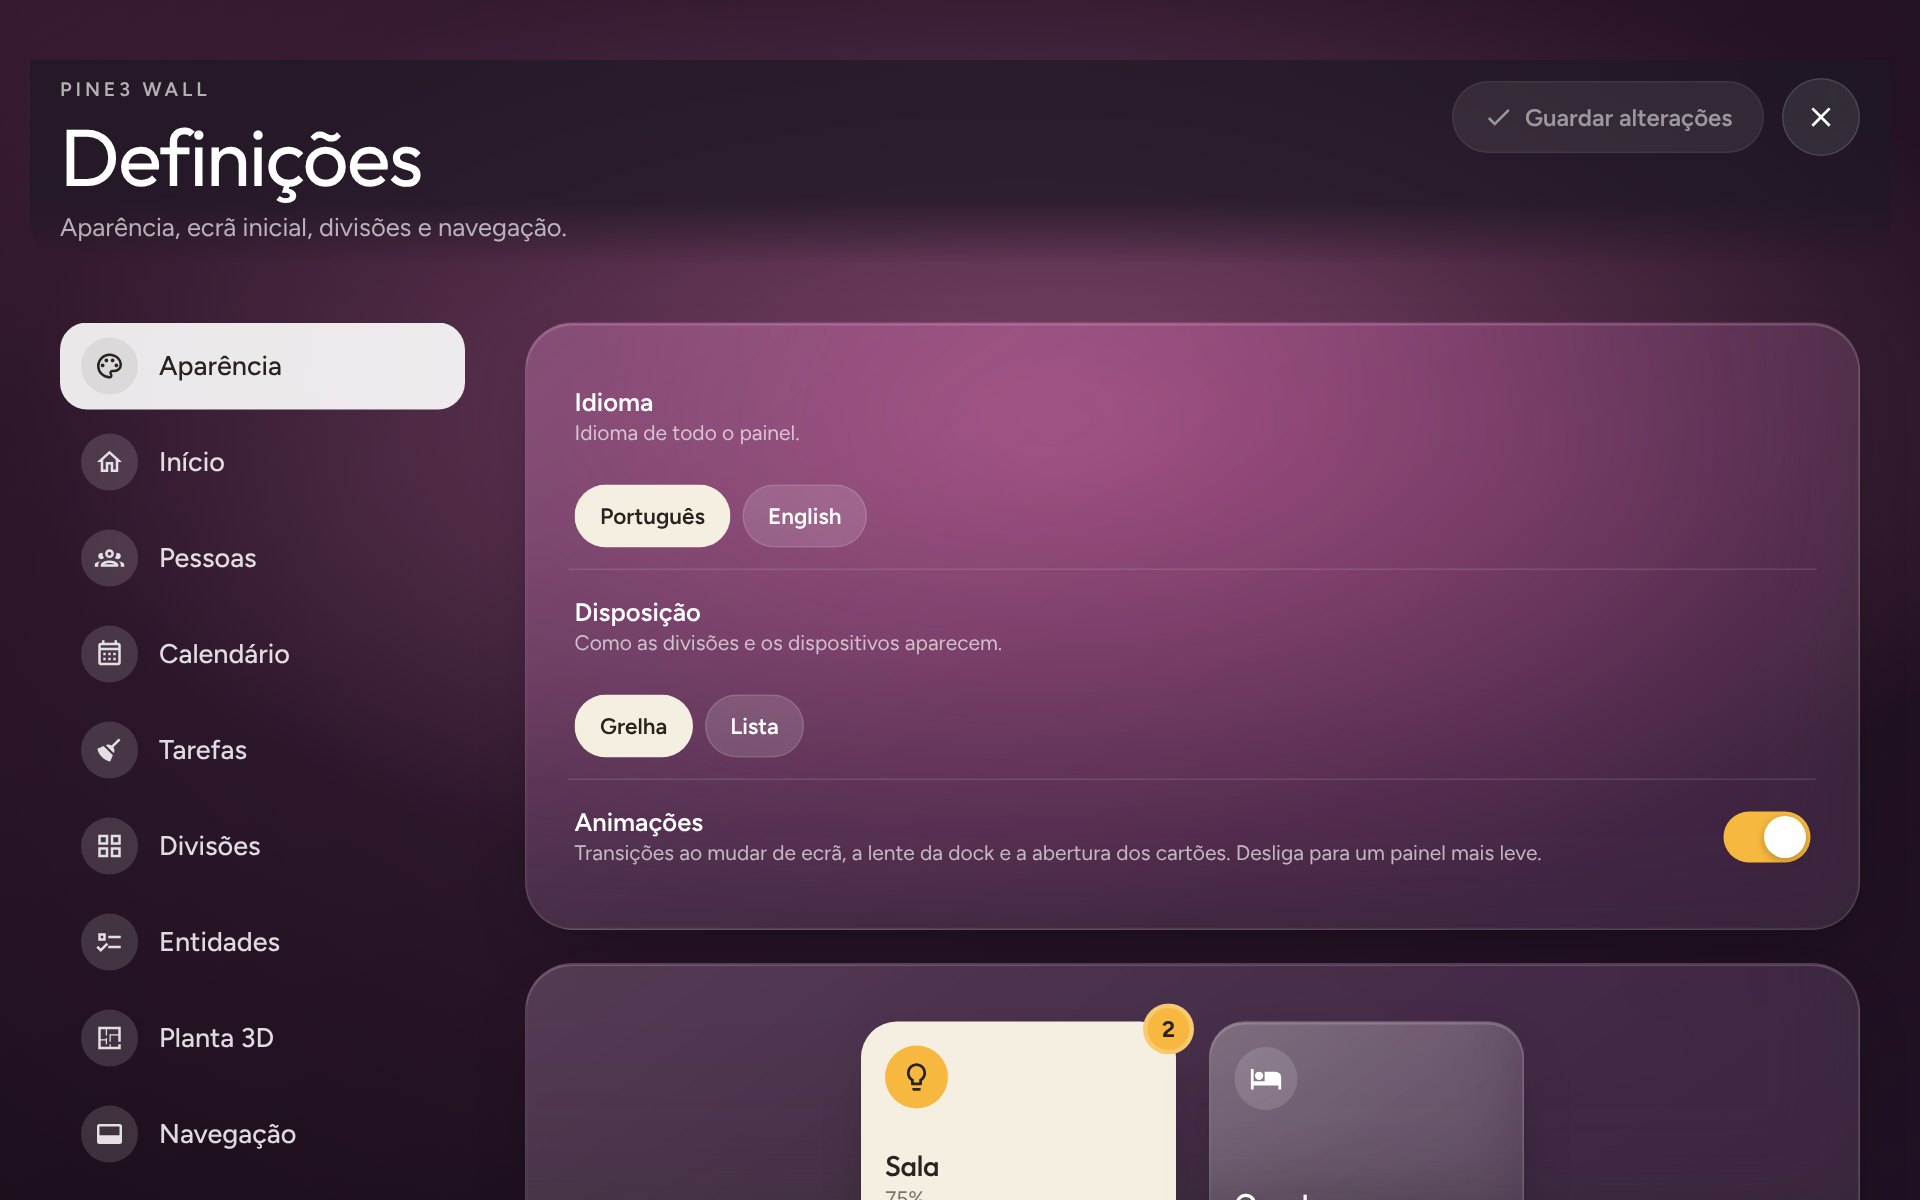 PINE3 WALL
Definições
Aparência, ecrã inicial, divisões e navegação.
Guardar alterações
Aparência
Início
Pessoas
Calendário
Tarefas
Divisões
Entidades
Planta 3D
Navegação
Idioma
Idioma de todo o painel.
Português
English
Disposição
Como as divisões e os dispositivos aparecem.
Grelha
Lista
Animações
Transições ao mudar de ecrã, a lente da dock e a abertura dos cartões. Desliga para um painel mais leve.
2
Sala
75%